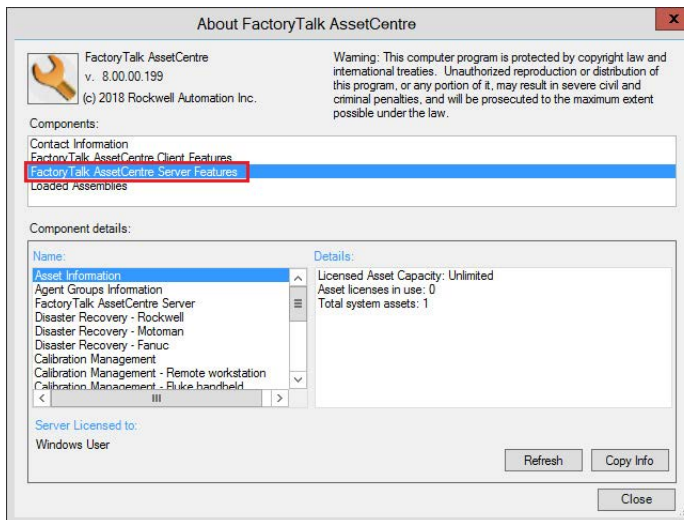 About FactoryTalk AssetCentre
x
FactoryTalk AssetCentre
v. 8.00.00.199
(c) 2018 Rockwell Automation Inc.
Warning: This computer program is protected by copyright law and
international treaties. Unauthorized reproduction or distribution of
this program, or any portion of it, may result in severe civil and
criminal penalties, and will be prosecuted to the maximum extent
possible under the law.
Components:
Contact Information
FactoryTalk AssetCentre Client Features
FactoryTalk AssetCentre Server Features
Loaded Assemblies
Component details:
Name:
Asset Information
Agent Groups Information
FactoryTalk AssetCentre Server
Disaster Recovery - Rockwell
Disaster Recovery - Motoman
Disaster Recovery - Fanuc
Calibration Management
Calibration Management - Remote workstation
Calibration Management - Fluke handheld
Details:
Licensed Asset Capacity: Unlimited
Asset licenses in use: 0
Total system assets: 1
Server Licensed to:
Windows User
Refresh
Copy Info
Close